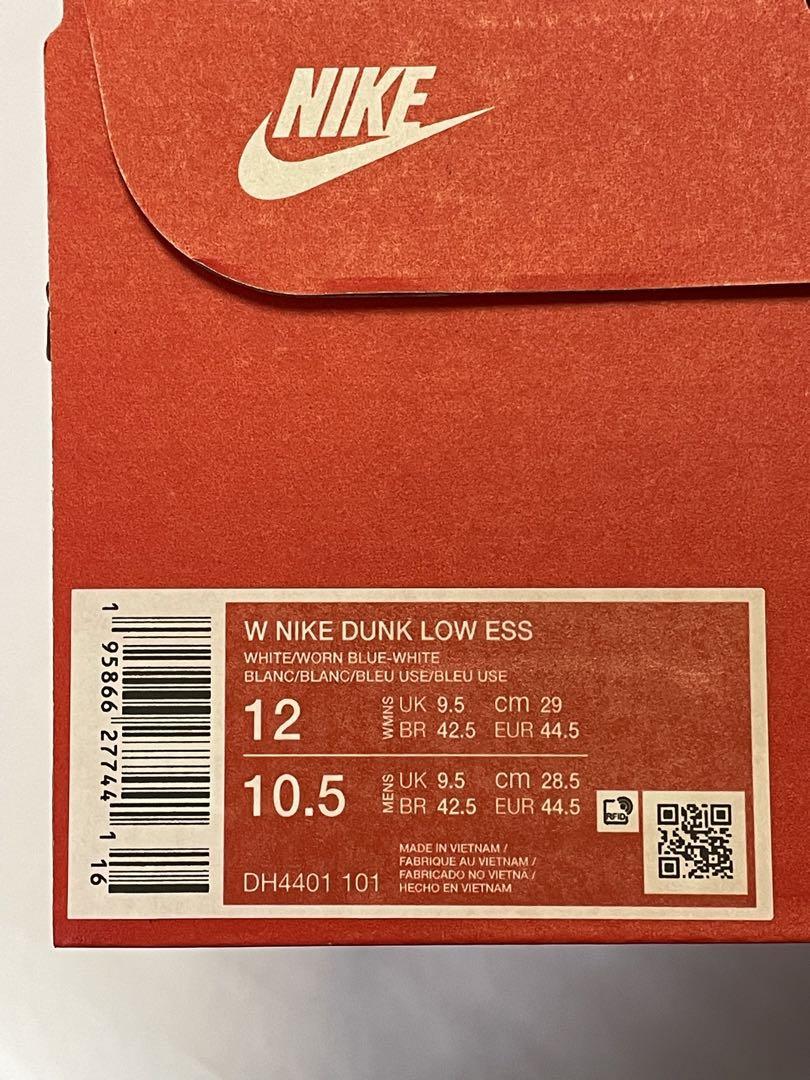 NIKE
W NIKE DUNK LOW ESS
WHITE/WORN BLUE-WHITE
BLANC/BLANC/BLEU USE/BLEU USE
12 WMNS UK 9.5 cm 29
BR 42.5 EUR 44.5
10.5 MENS UK 9.5 cm 28.5
BR 42.5 EUR 44.5
RFID
MADE IN VIETNAM /
FABRIQUE AU VIETNAM /
FABRICADO NO VIETNÃ /
HECHO EN VIETNAM
DH4401 101
1 95866 27744 1 16